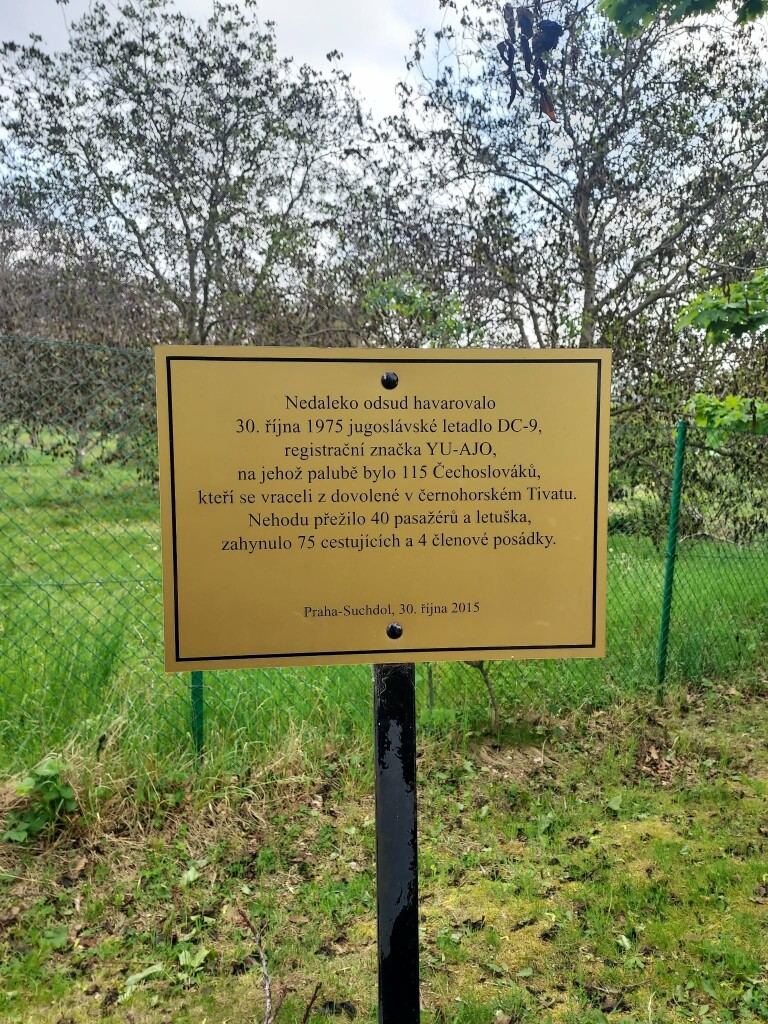 Nedaleko odsud havarovalo
30. října 1975 jugoslávské letadlo DC-9,
registrační značka YU-AJO,
na jehož palubě bylo 115 Čechoslováků,
kteří se vraceli z dovolené v černohorském Tivatu.
Nehodu přežilo 40 pasažérů a letuška,
zahynulo 75 cestujících a 4 členové posádky.
Praha-Suchdol, 30. října 2015